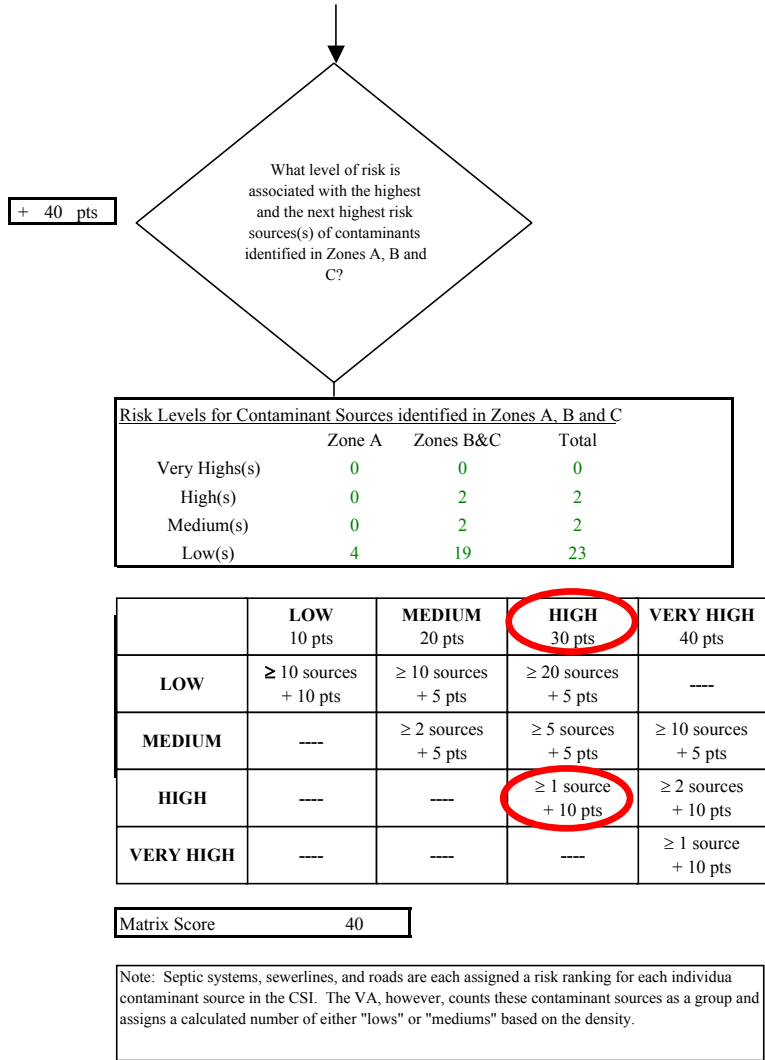 What level of risk is
associated with the highest
and the next highest risk
sources(s) of contaminants
identified in Zones A, B and
C?
+ 40 pts
Risk Levels for Contaminant Sources identified in Zones A, B and C
Zone A Zones B&C Total
Very Highs(s) 0 0 0
High(s) 0 2 2
Medium(s) 0 2 2
Low(s) 4 19 23
LOW MEDIUM HIGH VERY HIGH
10 pts 20 pts 30 pts 40 pts
LOW ≥ 10 sources + 10 pts ≥ 10 sources + 5 pts ≥ 20 sources + 5 pts ----
MEDIUM ---- ≥ 2 sources + 5 pts ≥ 5 sources + 5 pts ≥ 10 sources + 5 pts
HIGH ---- ---- ≥ 1 source + 10 pts ≥ 2 sources + 10 pts
VERY HIGH ---- ---- ---- ≥ 1 source + 10 pts
Matrix Score 40
Note: Septic systems, sewerlines, and roads are each assigned a risk ranking for each individua
contaminant source in the CSI. The VA, however, counts these contaminant sources as a group and
assigns a calculated number of either "lows" or "mediums" based on the density.